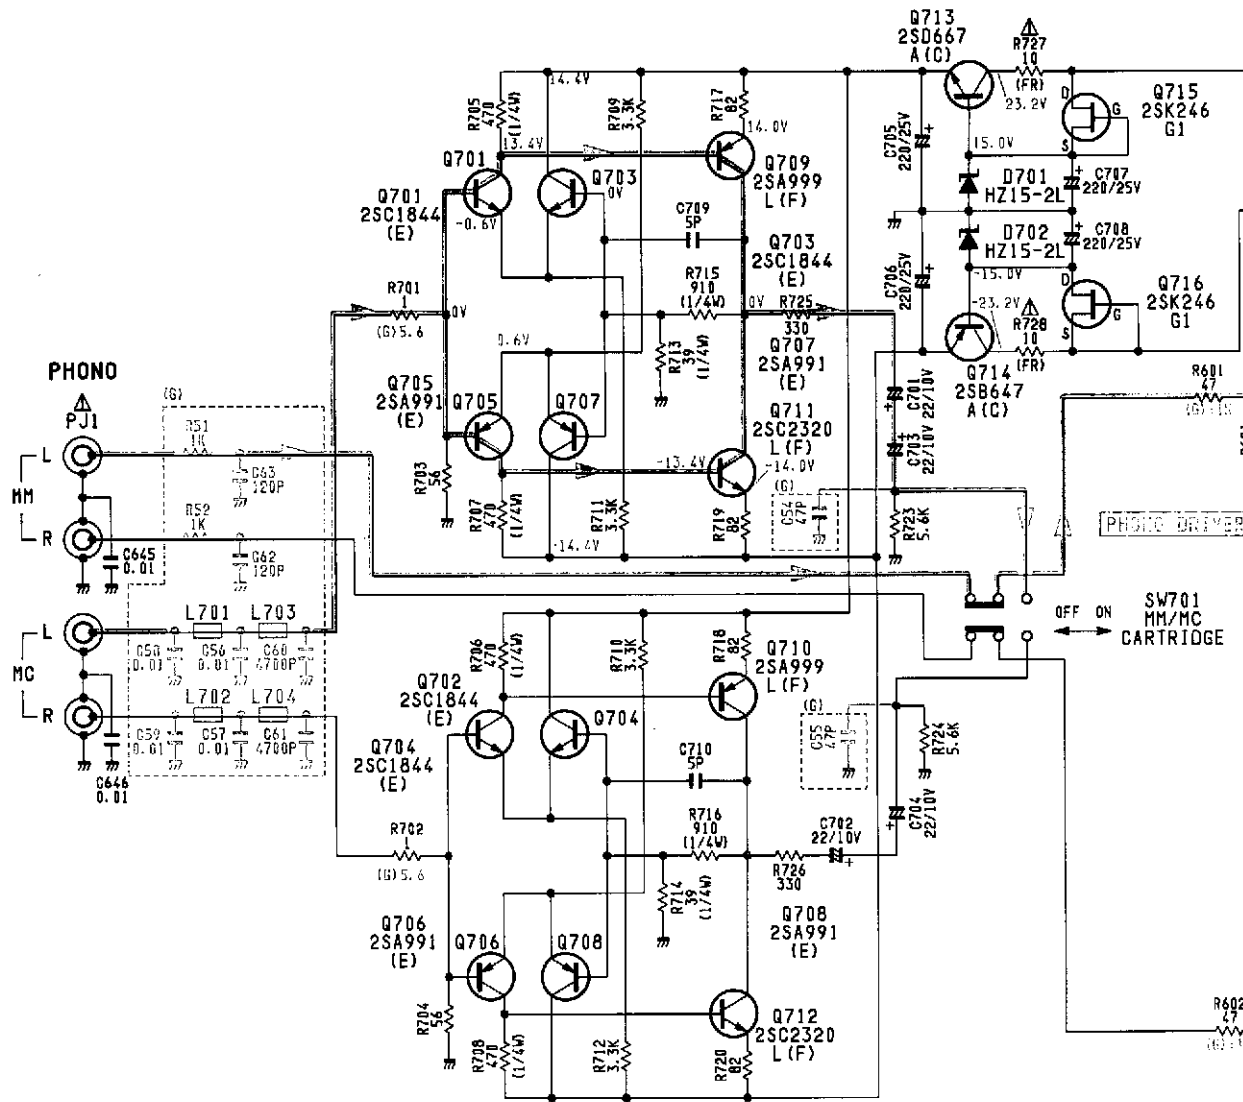 Q713
2SD667
A(C)
R727
10
(FR)
23.2V
14.4V
R705
470
(1/4W)
R709
3.3K
R717
82
13.4V
14.0V
Q701
Q703
0V
Q709
2SA999
L(F)
Q701
2SC1844
(E)
-0.6V
C709
5P
Q703
2SC1844
(E)
C705
220/25V
+
15.0V
D
G
S
Q715
2SK246
G1
D701
HZ15-2L
+
C707
220/25V
D702
HZ15-2L
+
C708
220/25V
C706
220/25V
+
-15.0V
D
G
S
Q716
2SK246
G1
-23.2V
R728
10
(FR)
Q714
2SB647
A(C)
R701
1
(G)5.6
0V
R715
910
(1/4W)
0V
R725
330
R713
39
(1/4W)
Q707
2SA991
(E)
0.6V
Q705
2SA991
(E)
Q705
Q707
Q711
2SC2320
L(F)
C701
22/10V
+
C703
22/10V
+
R601
47
PHONO
PJ1
(G)
R51
1K
L
C63
120P
MM
R52
1K
R
C645
0.01
C62
120P
R703
56
R707
470
(1/4W)
R711
3.3K
-13.4V
-14.0V
R719
82
-14.4V
(G)
C54
47P
R723
5.6K
PHONO DRIVER
SW701
MM/MC
CARTRIDGE
OFF ON
L
L701
L703
C58
0.01
C56
0.01
C60
4700P
MC
L702
L704
R
C59
0.01
C57
0.01
C61
4700P
C646
0.01
R706
470
(1/4W)
R710
3.3K
R718
82
Q710
2SA999
L(F)
Q702
2SC1844
(E)
Q704
Q704
2SC1844
(E)
C710
5P
(G)
C55
47P
R724
5.6K
C704
22/10V
+
R702
1
(G)5.6
R716
910
(1/4W)
C702
22/10V
+
R726
330
R714
39
(1/4W)
Q708
2SA991
(E)
Q706
2SA991
(E)
Q706
Q708
Q712
2SC2320
L(F)
R704
56
R708
470
(1/4W)
R712
3.3K
R720
82
R602
47